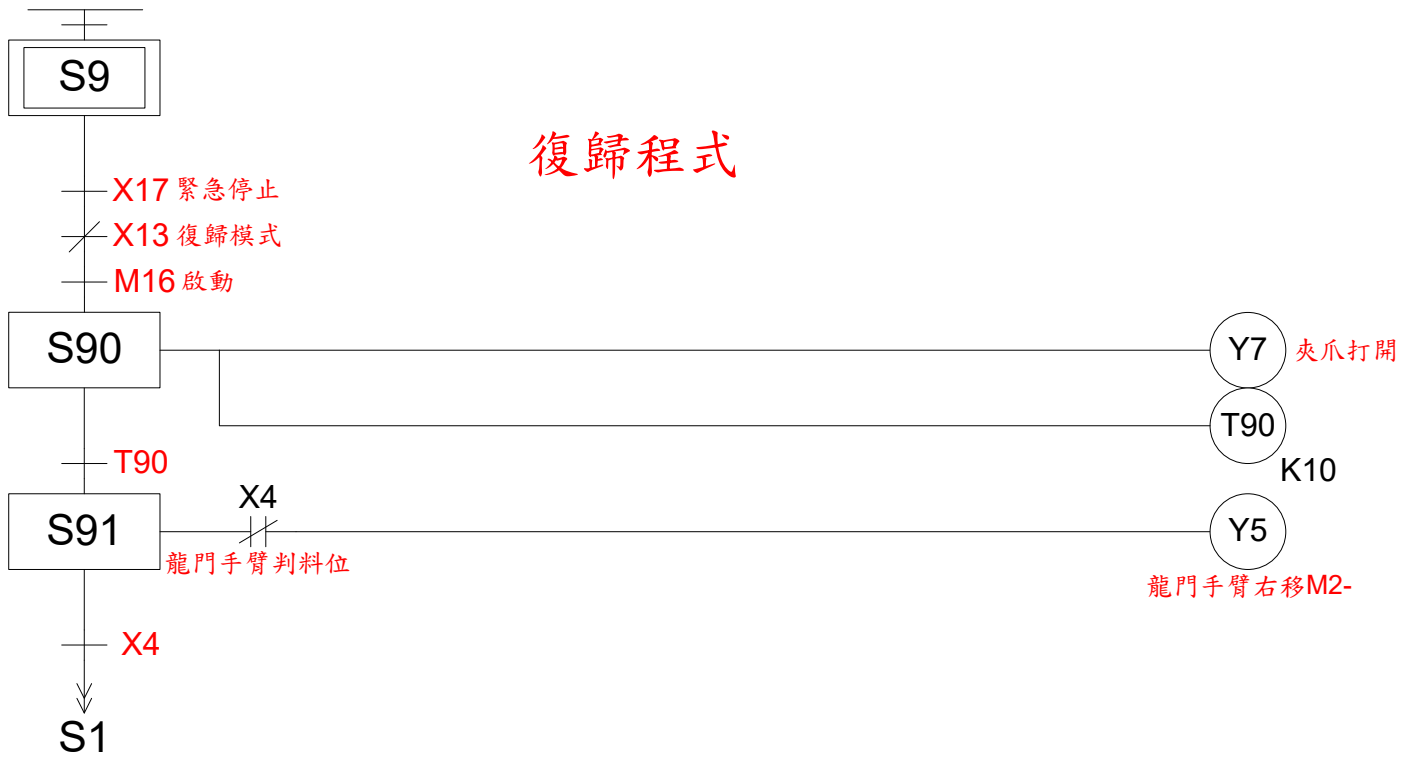 S9
復歸程式
X17 緊急停止
X13 復歸模式
M16 啟動
S90
Y7 夾爪打開
T90
K10
T90
X4
S91
Y5
龍門手臂判料位
龍門手臂右移M2-
X4
S1